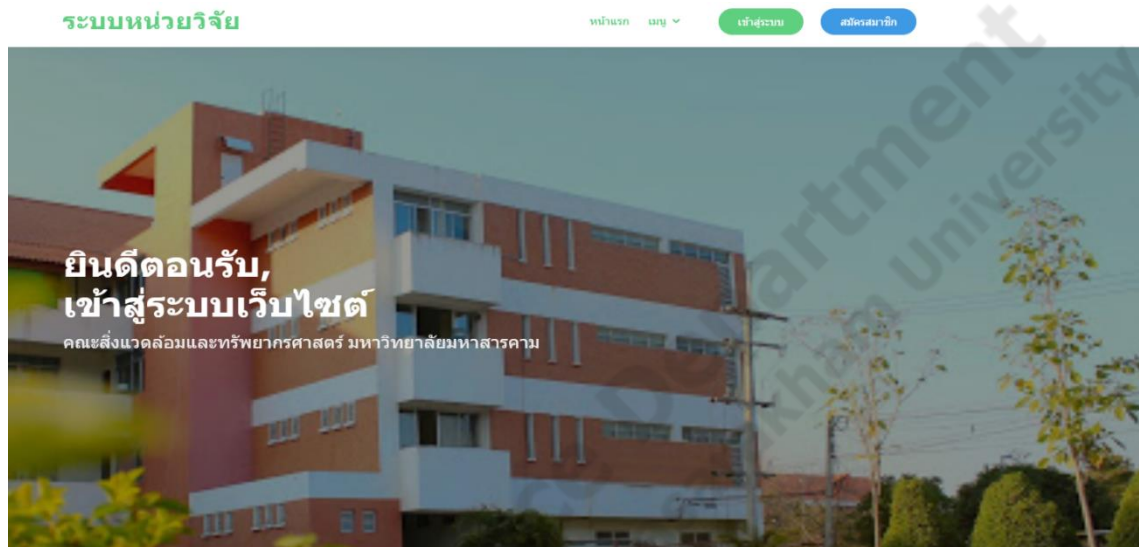 ระบบหน่วยวิจัย
หน้าแรก เมนู เข้าสู่ระบบ สมัครสมาชิก
ยินดีตอนรับ,
เข้าสู่ระบบเว็บไซต์
คณะสิ่งแวดล้อมและทรัพยากรศาสตร์ มหาวิทยาลัยมหาสารคาม
University